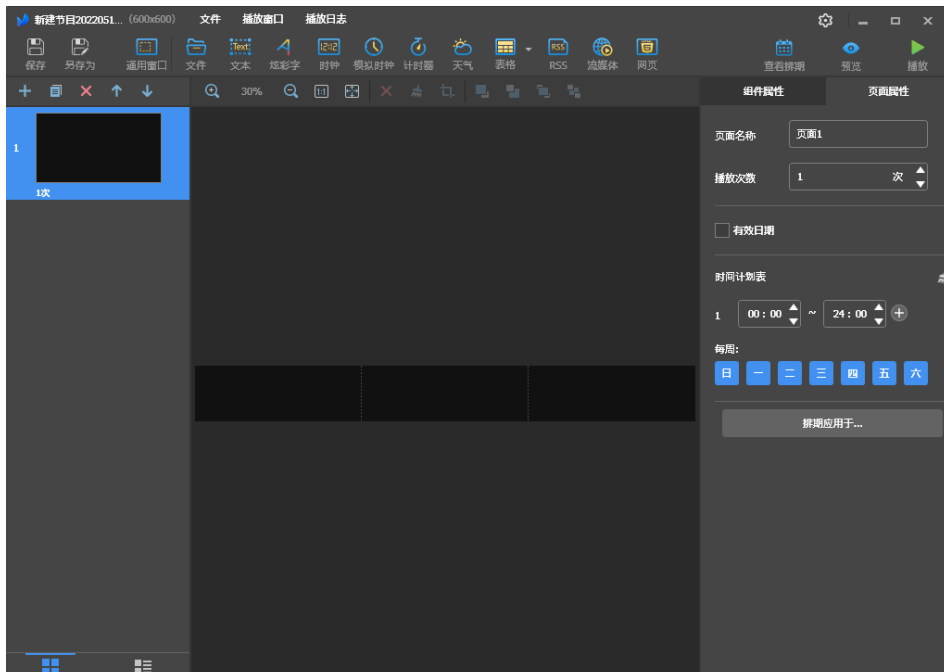 新建节目2022051... (600x600) 文件 播放窗口 播放日志
保存 另存为 通用窗口 文件 Text 文本 炫彩字 12:12 时钟 模拟时钟 计时器 天气 表格 RSS RSS 流媒体 网页 查看排期 预览 播放
30% 1:1 组件属性 页面属性
1
1次
页面名称 页面1
播放次数 1 次
有效日期
时间计划表
1 00:00 ~ 24:00
每周:
日 一 二 三 四 五 六
排期应用于...